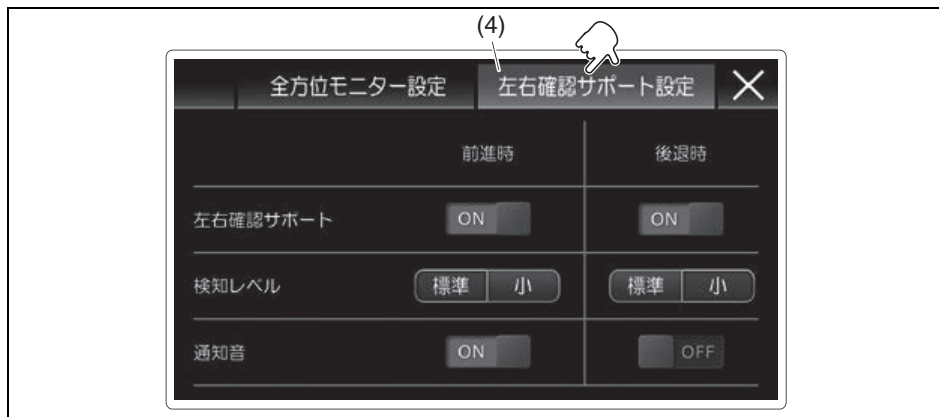 (4)
全方位モニター設定 左右確認サポート設定
前進時 後退時
左右確認サポート ON ON
検知レベル 標準 小 標準 小
通知音 ON OFF